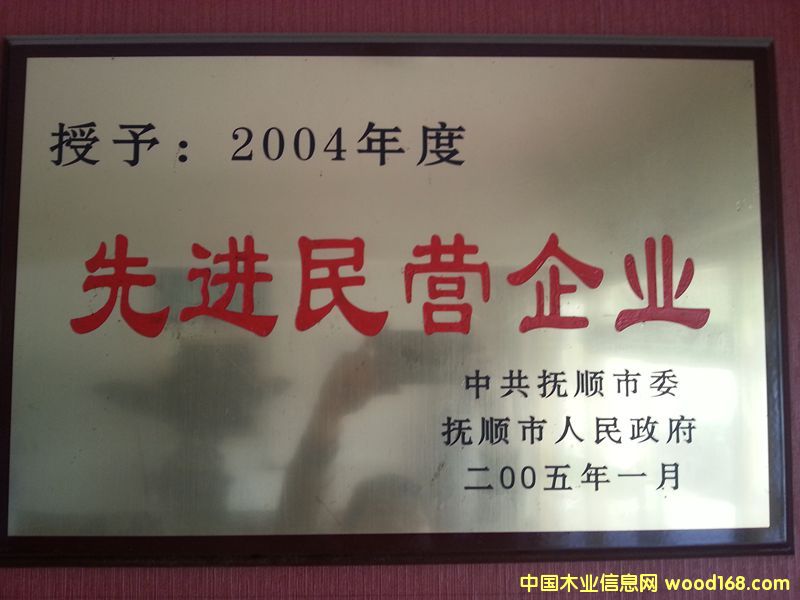 授予：2004年度
先进民营企业
中共抚顺市委
抚顺市人民政府
二00五年一月
中国木业信息网 wood168.com